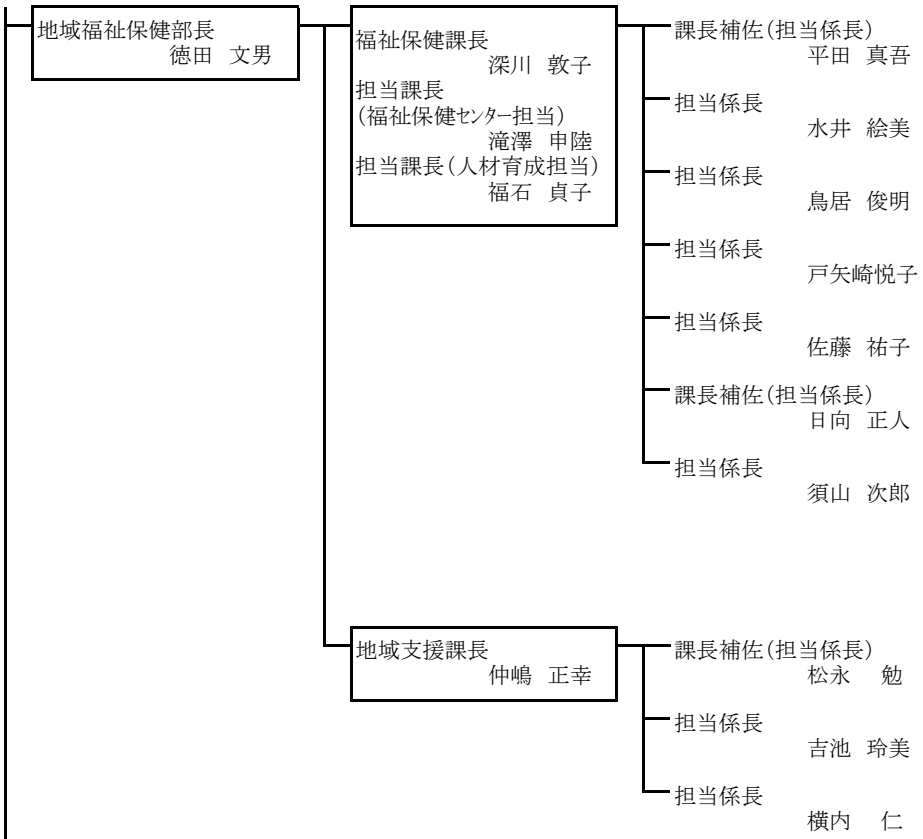 地域福祉保健部長
徳田 文男
福祉保健課長
深川 敦子
担当課長
(福祉保健センター担当)
滝澤 申陸
担当課長(人材育成担当)
福石 貞子
課長補佐(担当係長)
平田 真吾
担当係長
水井 絵美
担当係長
鳥居 俊明
担当係長
戸矢崎悦子
担当係長
佐藤 祐子
課長補佐(担当係長)
日向 正人
担当係長
須山 次郎
地域支援課長
仲嶋 正幸
課長補佐(担当係長)
松永 勉
担当係長
吉池 玲美
担当係長
横内 仁